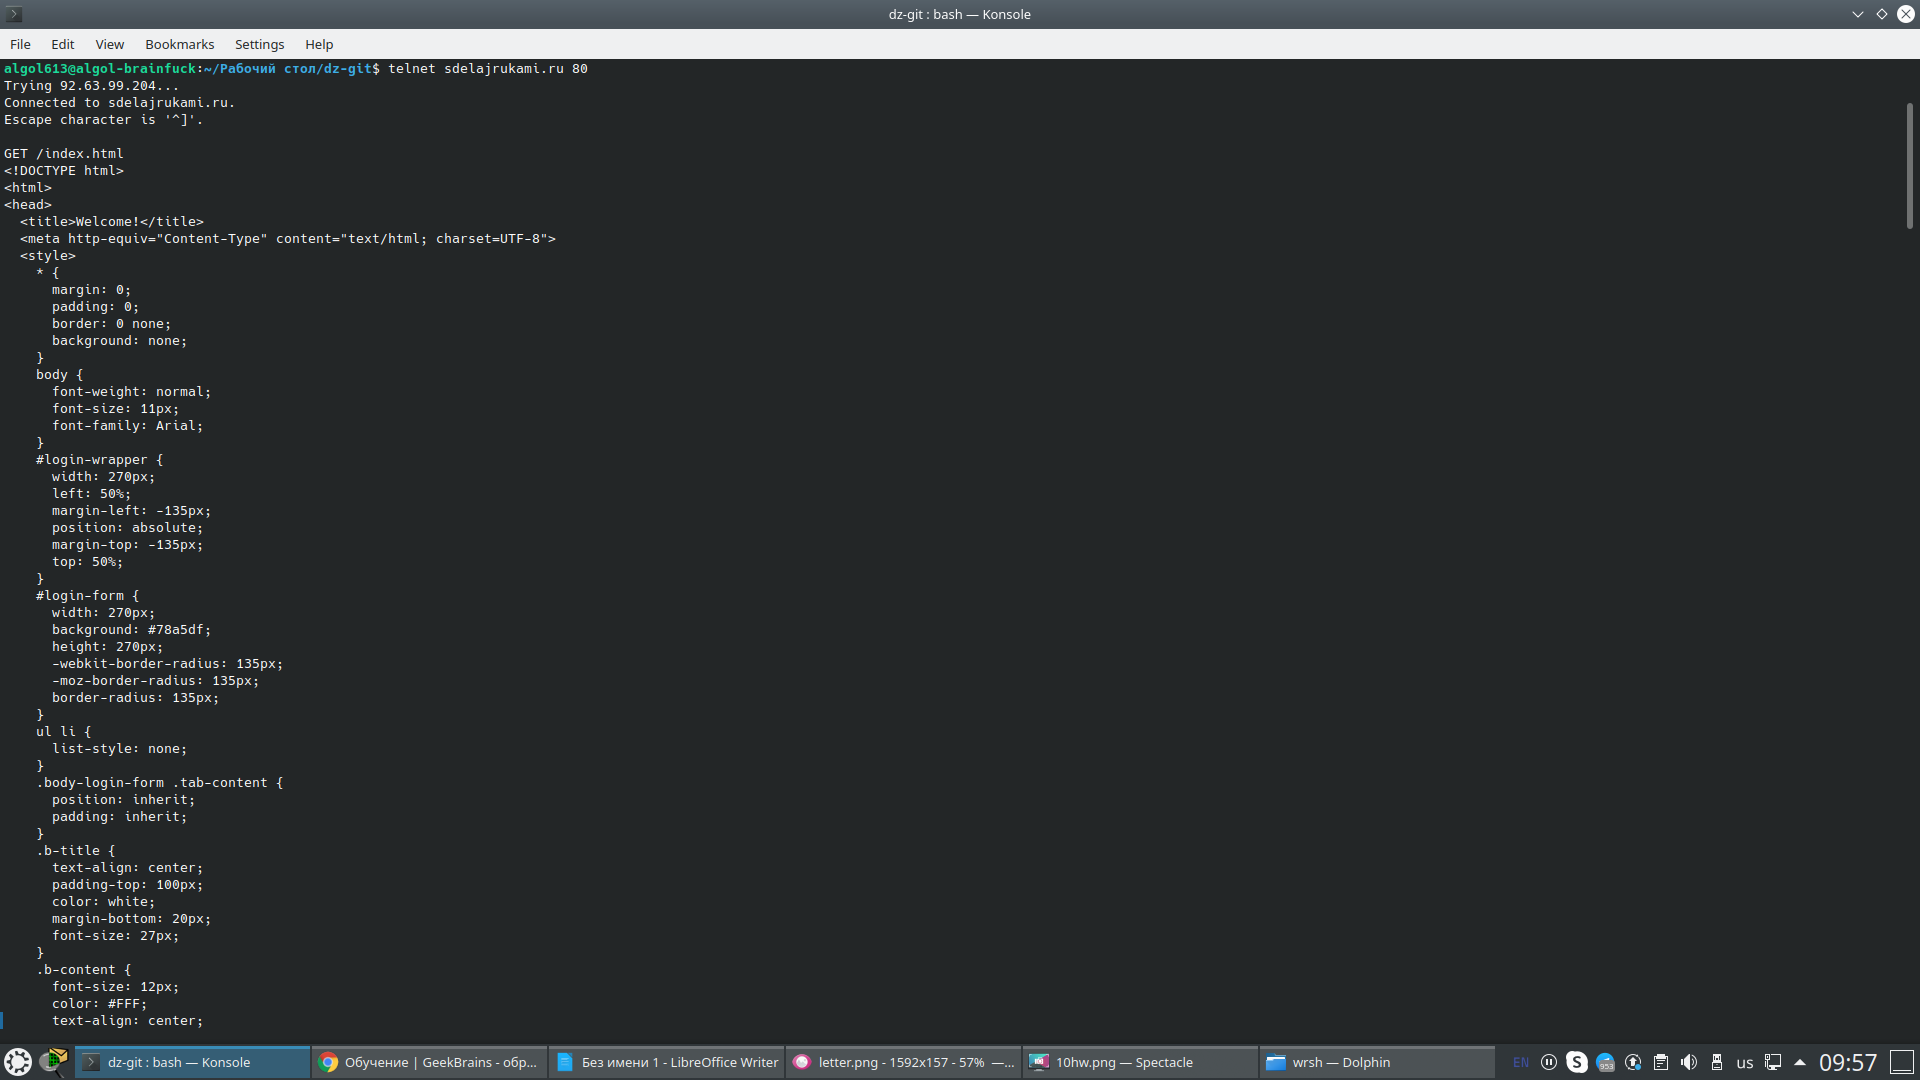 dz-git : bash — Konsole
File Edit View Bookmarks Settings Help
algol613@algol-brainfuck:~/Рабочий стол/dz-git$ telnet sdelajrukami.ru 80
Trying 92.63.99.204...
Connected to sdelajrukami.ru.
Escape character is '^]'.
GET /index.html
<!DOCTYPE html>
<html>
<head>
<title>Welcome!</title>
<meta http-equiv="Content-Type" content="text/html; charset=UTF-8">
<style>
* {
margin: 0;
padding: 0;
border: 0 none;
background: none;
}
body {
font-weight: normal;
font-size: 11px;
font-family: Arial;
}
#login-wrapper {
width: 270px;
left: 50%;
margin-left: -135px;
position: absolute;
margin-top: -135px;
top: 50%;
}
#login-form {
width: 270px;
background: #78a5df;
height: 270px;
-webkit-border-radius: 135px;
-moz-border-radius: 135px;
border-radius: 135px;
}
ul li {
list-style: none;
}
.body-login-form .tab-content {
position: inherit;
padding: inherit;
}
.b-title {
text-align: center;
padding-top: 100px;
color: white;
margin-bottom: 20px;
font-size: 27px;
}
.b-content {
font-size: 12px;
color: #FFF;
text-align: center;
dz-git : bash — Konsole Обучение | GeekBrains - обр... Без имени 1 - LibreOffice Writer letter.png - 1592x157 - 57% —... 10hw.png — Spectacle wrsh — Dolphin EN 953 us 09:57